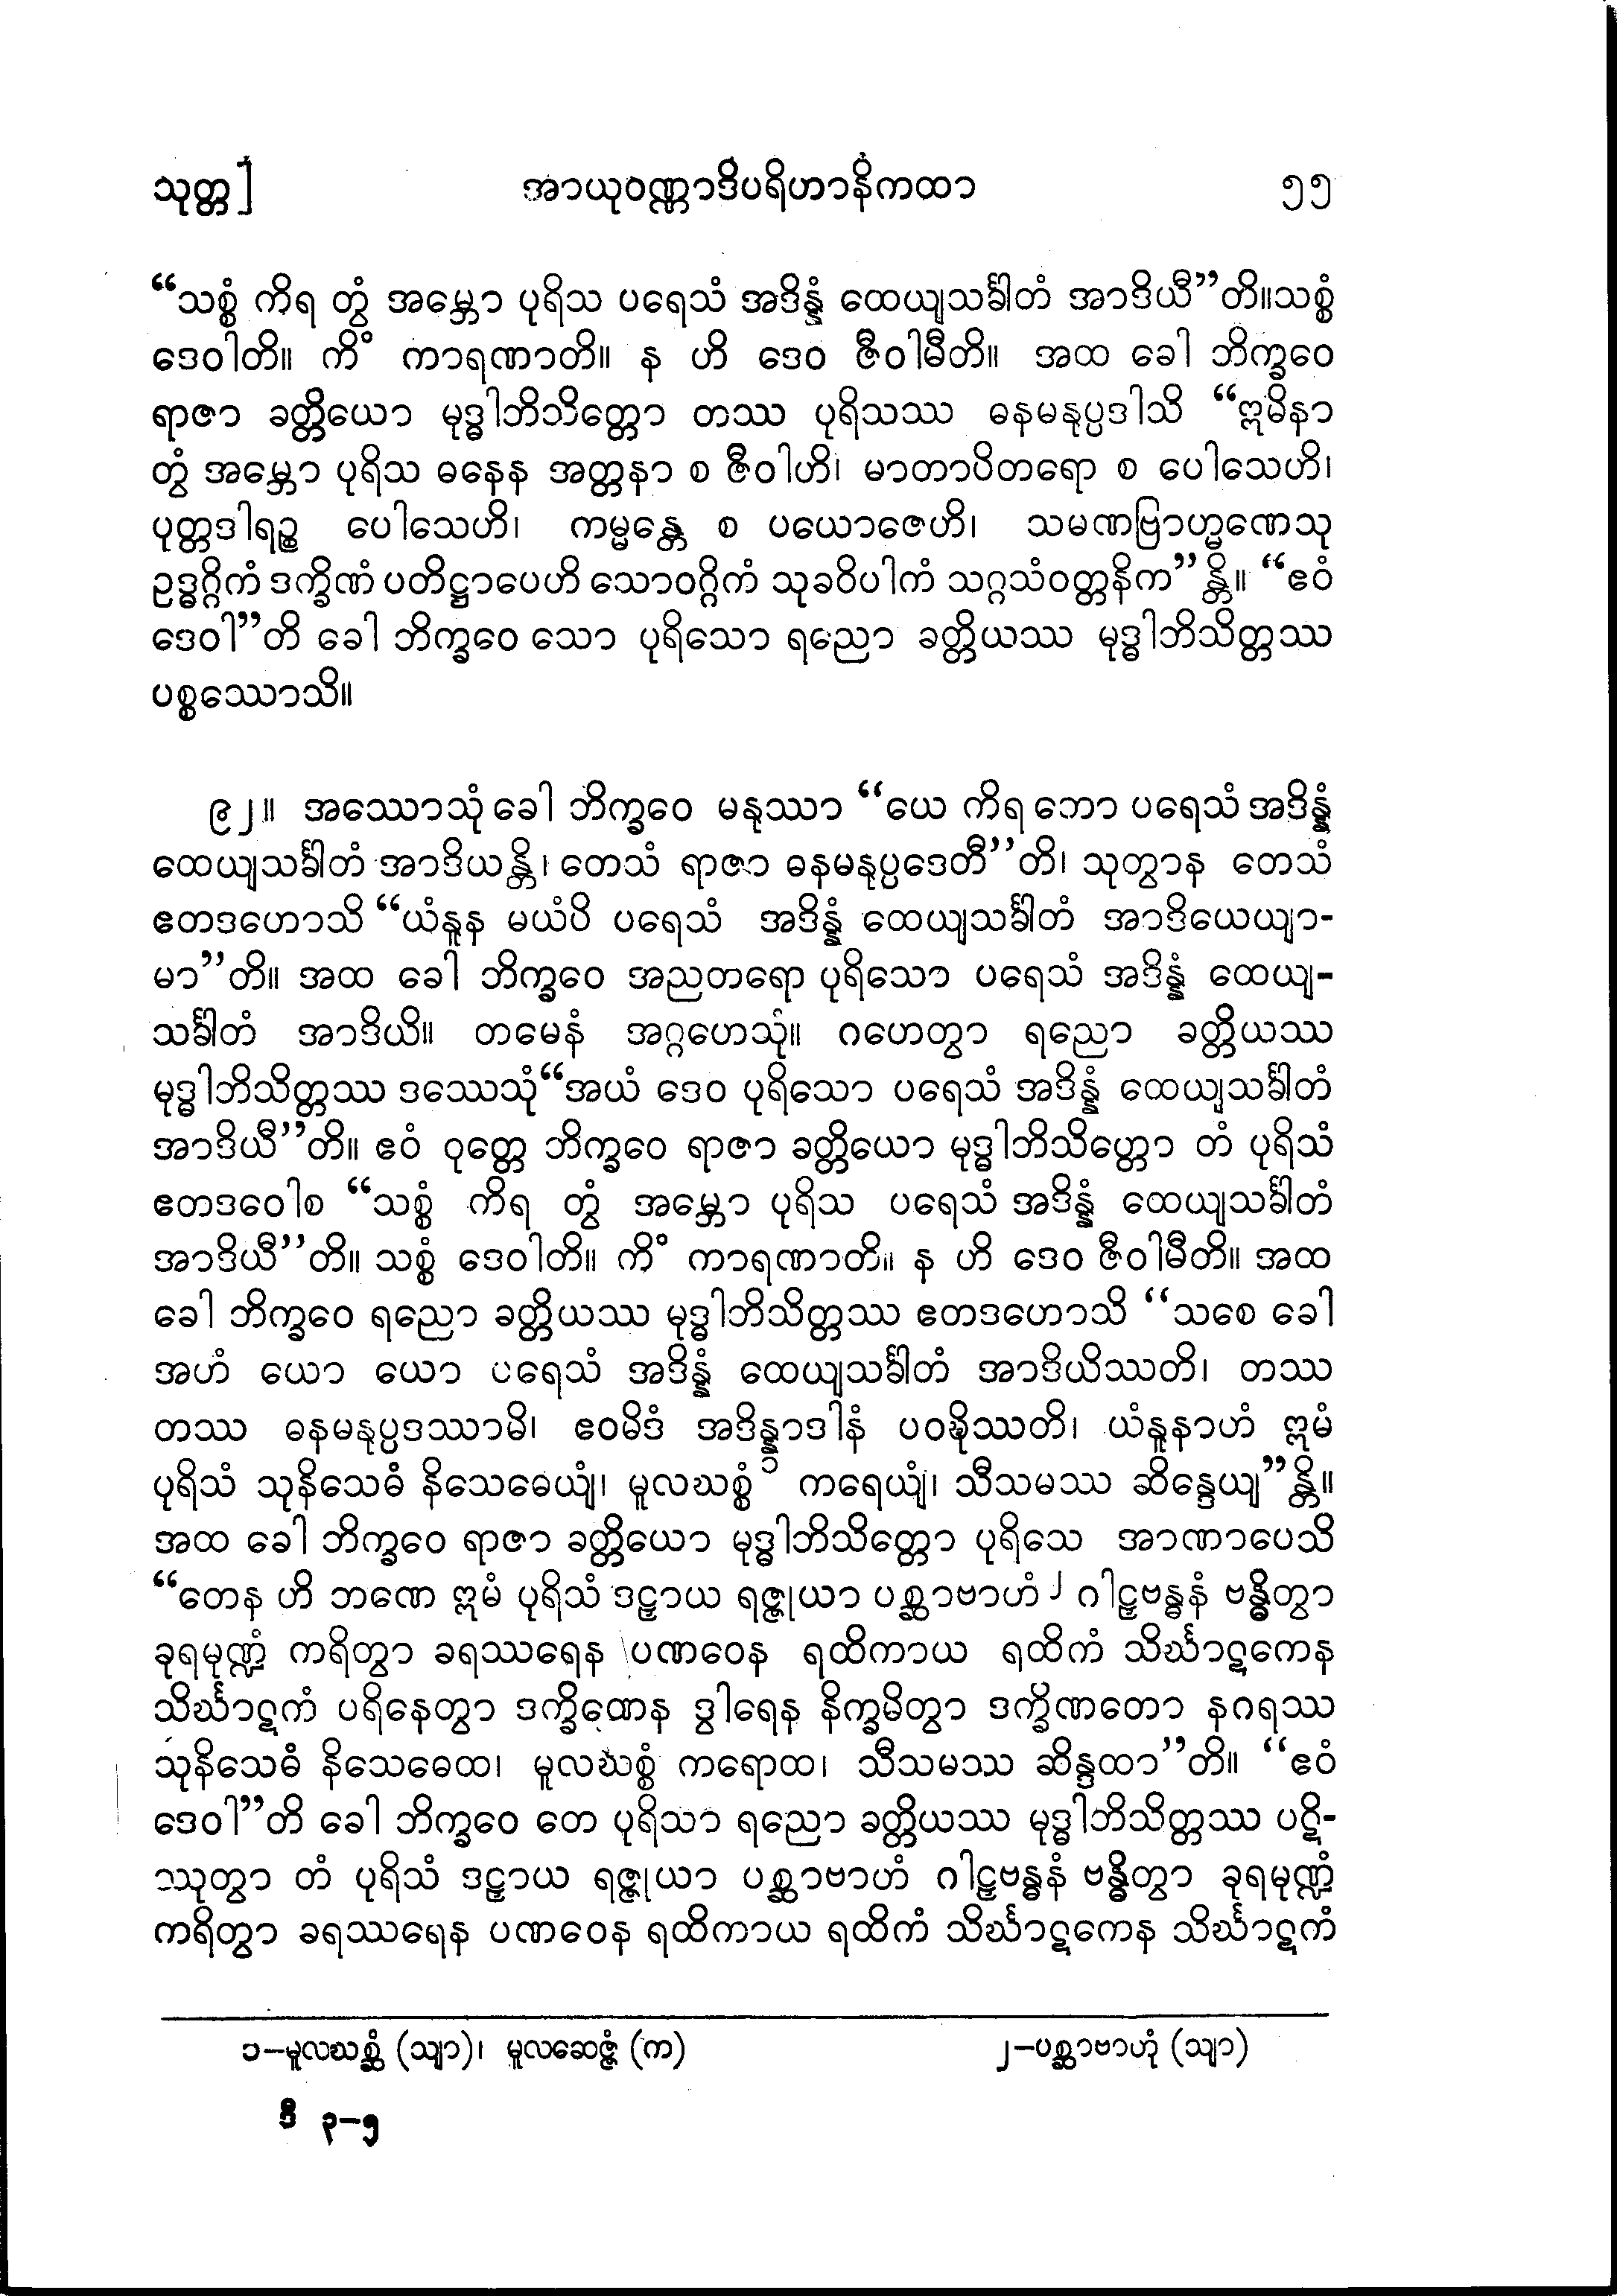 သုတ္တ] အာယုဝဏ္ဏာဒိပရိဟာနိကထာ ၅၅
“သစ္စံ ကိရ တွံ အမ္ဘော ပုရိသ ပရေသံ အဒိန္နံ ထေယျသင်္ခါတံ အာဒိယီ”တိ။သစ္စံ
ဒေဝါတိ။ ကိံ ကာရဏာတိ။ န ဟိ ဒေဝ ဇီဝါမီတိ။ အထ ခေါ ဘိက္ခဝေ
ရာဇာ ခတ္တိယော မုဒ္ဓါဘိသိတ္တော တဿ ပုရိသဿ ဓနမနုပ္ပဒါသိ “ဣမိနာ
တွံ အမ္ဘော ပုရိသ ဓနေန အတ္တနာ စ ဇီဝါဟိ၊ မာတာပိတရော စ ပေါသေဟိ၊
ပုတ္တဒါရဉ္စ ပေါသေဟိ၊ ကမ္မန္တေ စ ပယောဇေဟိ၊ သမဏဗြာဟ္မဏေသု
ဥဒ္ဓဂ္ဂိကံ ဒက္ခိဏံ ပတိဋ္ဌာပေဟိ သောဝဂ္ဂိကံ သုခဝိပါကံ သဂ္ဂသံဝတ္တနိက”န္တိ။ “ဧဝံ
ဒေဝါ”တိ ခေါ ဘိက္ခဝေ သော ပုရိသော ရညော ခတ္တိယဿ မုဒ္ဓါဘိသိတ္တဿ
ပစ္စဿောသိ။
၉၂။ အဿောသုံ ခေါ ဘိက္ခဝေ မနုဿာ “ယေ ကိရ ဘော ပရေသံ အဒိန္နံ
ထေယျသင်္ခါတံ အာဒိယန္တိ၊ တေသံ ရာဇာ ဓနမနုပ္ပဒေတီ”တိ၊ သုတွာန တေသံ
ဧတဒဟောသိ “ယံနူန မယံပိ ပရေသံ အဒိန္နံ ထေယျသင်္ခါတံ အာဒိယေယျာ-
မာ”တိ။ အထ ခေါ ဘိက္ခဝေ အညတရော ပုရိသော ပရေသံ အဒိန္နံ ထေယျ-
သင်္ခါတံ အာဒိယိ။ တမေနံ အဂ္ဂဟေသုံ။ ဂဟေတွာ ရညော ခတ္တိယဿ
မုဒ္ဓါဘိသိတ္တဿ ဒဿေသုံ“အယံ ဒေဝ ပုရိသော ပရေသံ အဒိန္နံ ထေယျသင်္ခါတံ
အာဒိယီ”တိ။ ဧဝံ ဝုတ္တေ ဘိက္ခဝေ ရာဇာ ခတ္တိယော မုဒ္ဓါဘိသိတ္တော တံ ပုရိသံ
ဧတဒဝေါစ “သစ္စံ ကိရ တွံ အမ္ဘော ပုရိသ ပရေသံ အဒိန္နံ ထေယျသင်္ခါတံ
အာဒိယီ”တိ။ သစ္စံ ဒေဝါတိ။ ကိံ ကာရဏာတိ။ န ဟိ ဒေဝ ဇီဝါမီတိ။ အထ
ခေါ ဘိက္ခဝေ ရညော ခတ္တိယဿ မုဒ္ဓါဘိသိတ္တဿ ဧတဒဟောသိ “သစေ ခေါ
အဟံ ယော ယော ပရေသံ အဒိန္နံ ထေယျသင်္ခါတံ အာဒိယိဿတိ၊ တဿ
တဿ ဓနမနုပ္ပဒဿာမိ၊ ဧဝမိဒံ အဒိန္နာဒါနံ ပဝဍ္ဎိဿတိ၊ ယံနူနာဟံ ဣမံ
ပုရိသံ သုနိသေဓံ နိသေဓေယျံ၊ မူလဃစ္စံ ၁ ကရေယျံ၊ သီသမဿ ဆိန္ဒေယျ”န္တိ။
အထ ခေါ ဘိက္ခဝေ ရာဇာ ခတ္တိယော မုဒ္ဓါဘိသိတ္တော ပုရိသေ အာဏာပေသိ
“တေန ဟိ ဘဏေ ဣမံ ပုရိသံ ဒဠှာယ ရဇ္ဇုယာ ပစ္ဆာဗာဟံ ၂ ဂါဠှဗန္ဓနံ ဗန္ဓိတွာ
ခုရမုဏ္ဍံ ကရိတွာ ခရဿရေန ပဏဝေန ရထိကာယ ရထိကံ သိင်္ဃာဋကေန
သိင်္ဃာဋကံ ပရိနေတွာ ဒက္ခိဏေန ဒွါရေန နိက္ခမိတွာ ဒက္ခိဏတော နဂရဿ
သုနိသေဓံ နိသေဓေထ၊ မူလဃစ္စံ ကရောထ၊ သီသမဿ ဆိန္ဒထာ”တိ။ “ဧဝံ
ဒေဝါ”တိ ခေါ ဘိက္ခဝေ တေ ပုရိသာ ရညော ခတ္တိယဿ မုဒ္ဓါဘိသိတ္တဿ ပဋိ-
ဿုတွာ တံ ပုရိသံ ဒဠှာယ ရဇ္ဇုယာ ပစ္ဆာဗာဟံ ဂါဠှဗန္ဓနံ ဗန္ဓိတွာ ခုရမုဏ္ဍံ
ကရိတွာ ခရဿရေန ပဏဝေန ရထိကာယ ရထိကံ သိင်္ဃာဋကေန သိင်္ဃာဋကံ
၁−မူလဃစ္ဆံ (သျာ)၊ မူလဆေဇ္ဇံ (က) ၂−ပစ္ဆာဗာဟုံ (သျာ)
ဒီ ၃−၅